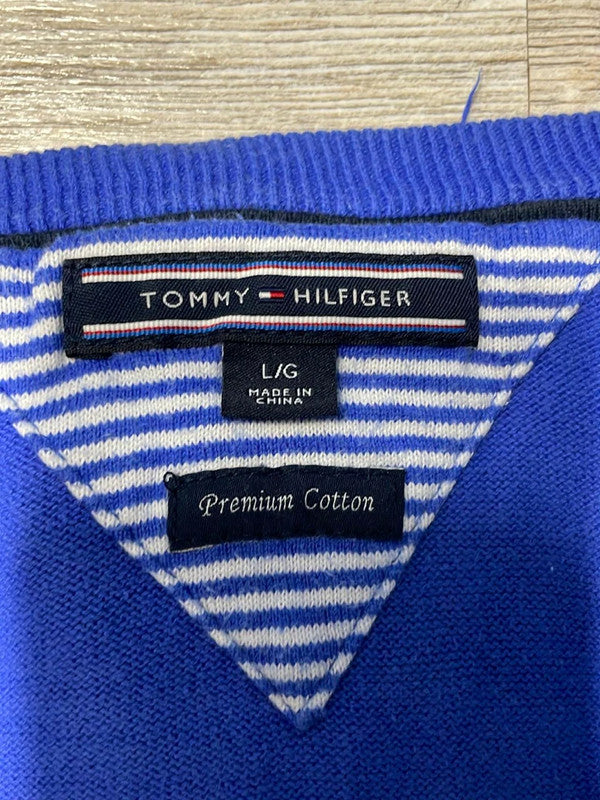 TOMMY HILFIGER
L/G
MADE IN
CHINA
Premium Cotton